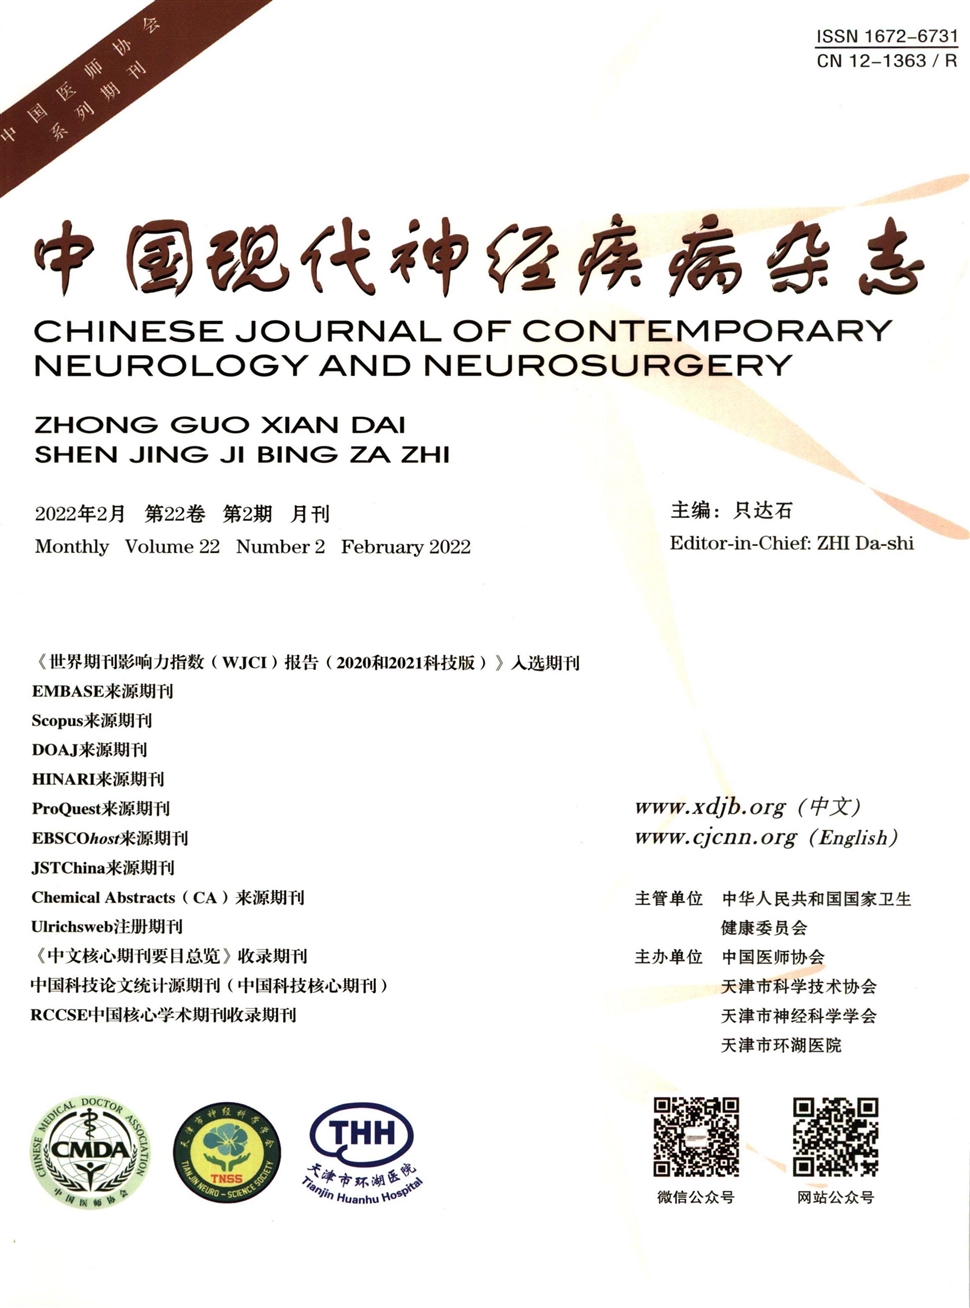 中国医师协会
系列期刊
ISSN 1672-6731
CN 12-1363 / R
中国现代神经疾病杂志
CHINESE JOURNAL OF CONTEMPORARY
NEUROLOGY AND NEUROSURGERY
ZHONG GUO XIAN DAI
SHEN JING JI BING ZA ZHI
2022年2月 第22卷 第2期 月刊
Monthly Volume 22 Number 2 February 2022
主编：只达石
Editor-in-Chief: ZHI Da-shi
《世界期刊影响力指数（WJCI）报告（2020和2021科技版）》入选期刊
EMBASE来源期刊
Scopus来源期刊
DOAJ来源期刊
HINARI来源期刊
ProQuest来源期刊
EBSCOhost来源期刊
JSTChina来源期刊
Chemical Abstracts（CA）来源期刊
Ulrichsweb注册期刊
《中文核心期刊要目总览》收录期刊
中国科技论文统计源期刊（中国科技核心期刊）
RCCSE中国核心学术期刊收录期刊
www.xdjb.org（中文）
www.cjcnn.org（English）
主管单位 中华人民共和国国家卫生
健康委员会
主办单位 中国医师协会
天津市科学技术协会
天津市神经科学学会
天津市环湖医院
CHINESE MEDICAL DOCTOR ASSOCIATION
CMDA
中国医师协会
天津市神经科学学会
TNSS
TIANJIN NEURO-SCIENCE SOCIETY
THH
天津市环湖医院
Tianjin Huanhu Hospital
微信公众号
网站公众号